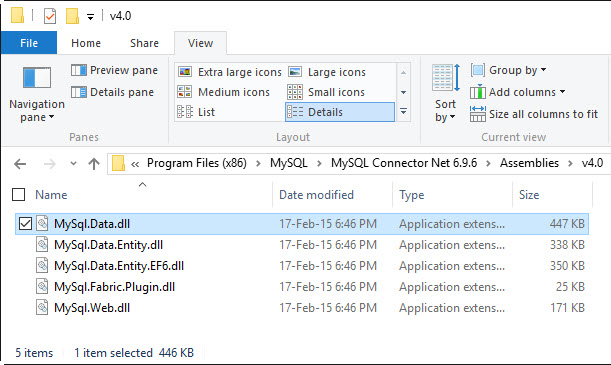 v4.0
File Home Share View
Preview pane Extra large icons Large icons Group by
Details pane Medium icons Small icons Add columns
Navigation pane List Details Sort by Size all columns to fit
Panes Layout Current view
Program Files (x86) MySQL MySQL Connector Net 6.9.6 Assemblies v4.0
Name Date modified Type Size
MySql.Data.dll 17-Feb-15 6:46 PM Application extens... 447 KB
MySql.Data.Entity.dll 17-Feb-15 6:46 PM Application extens... 338 KB
MySql.Data.Entity.EF6.dll 17-Feb-15 6:46 PM Application extens... 350 KB
MySql.Fabric.Plugin.dll 17-Feb-15 6:46 PM Application extens... 25 KB
MySql.Web.dll 17-Feb-15 6:46 PM Application extens... 171 KB
5 items 1 item selected 446 KB